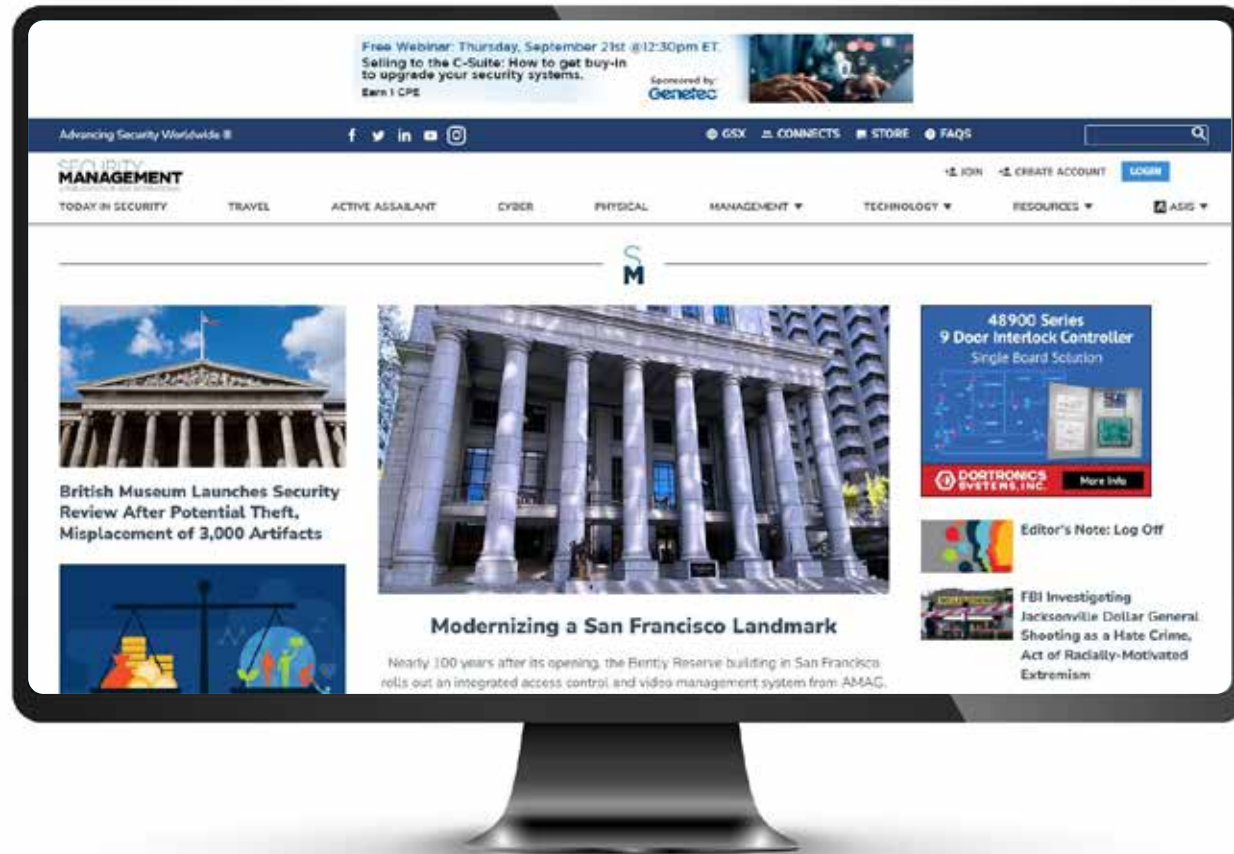 Free Webinar: Thursday, September 21st @12:30pm ET.
Selling to the C-Suite: How to get buy-in
to upgrade your security systems.
Earn 1 CPE
Sponsored by:
Genetec
Advancing Security Worldwide ®
GSX CONNECTS STORE FAQS
SECURITY
MANAGEMENT
JOIN CREATE ACCOUNT LOGIN
TODAY IN SECURITY TRAVEL ACTIVE ASSAILANT CYBER PHYSICAL MANAGEMENT TECHNOLOGY RESOURCES ASIS
SM
British Museum Launches Security
Review After Potential Theft,
Misplacement of 3,000 Artifacts
Modernizing a San Francisco Landmark
Nearly 100 years after its opening, the Bently Reserve building in San Francisco
rolls out an integrated access control and video management system from AMAG.
48900 Series
9 Door Interlock Controller
Single Board Solution
DORTRONICS
SYSTEMS, INC.
More Info
Editor's Note: Log Off
FBI Investigating
Jacksonville Dollar General
Shooting as a Hate Crime,
Act of Racially-Motivated
Extremism